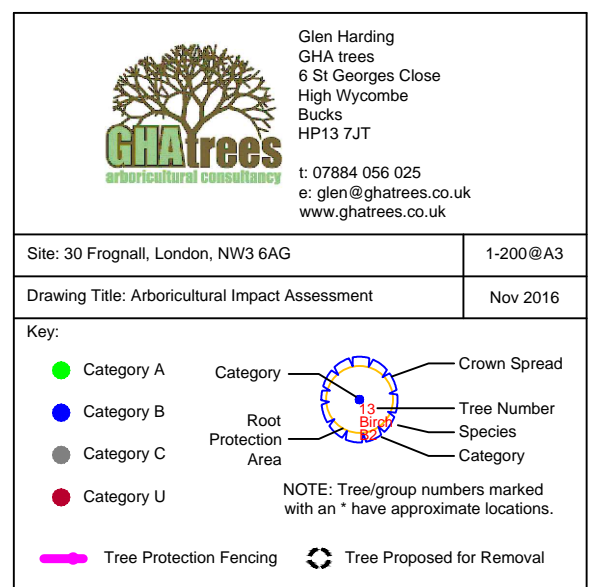 GHAtrees
arboricultural consultancy
Glen Harding
GHA trees
6 St Georges Close
High Wycombe
Bucks
HP13 7JT
t: 07884 056 025
e: glen@ghatrees.co.uk
www.ghatrees.co.uk
Site: 30 Frognall, London, NW3 6AG
1-200@A3
Drawing Title: Arboricultural Impact Assessment
Nov 2016
Key:
Category A
Category B
Category C
Category U
Category
Root
Protection
Area
13
Birch
B2
Crown Spread
Tree Number
Species
Category
NOTE: Tree/group numbers marked
with an * have approximate locations.
Tree Protection Fencing
Tree Proposed for Removal